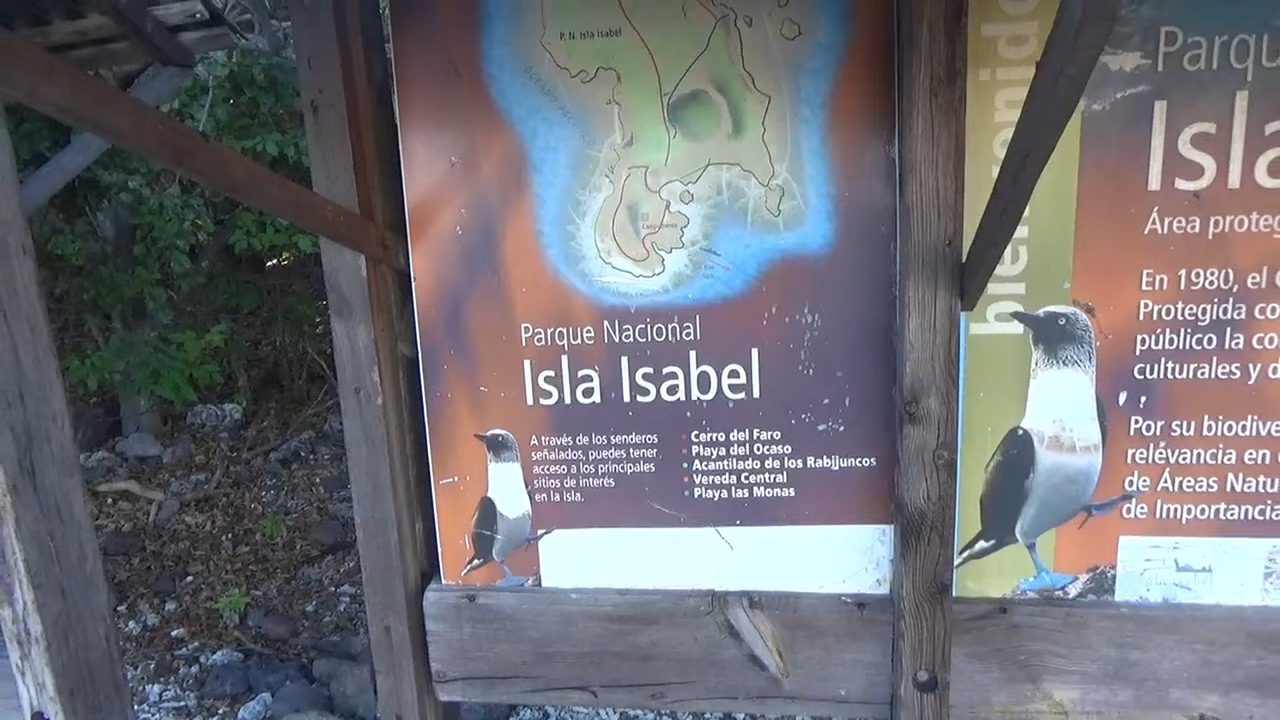 P. N. Isla Isabel
Parque Nacional
Isla Isabel
A través de los senderos
señalados, puedes tener
acceso a los principales
sitios de interés
en la Isla.
Cerro del Faro
Playa del Ocaso
Acantilado de los Rabijuncos
Vereda Central
Playa las Monas
bienvenido
Parqu
Isla
Área proteg
En 1980, el
Protegida co
público la co
culturales y d
Por su biodive
relevancia en
de Áreas Natu
de Importancia